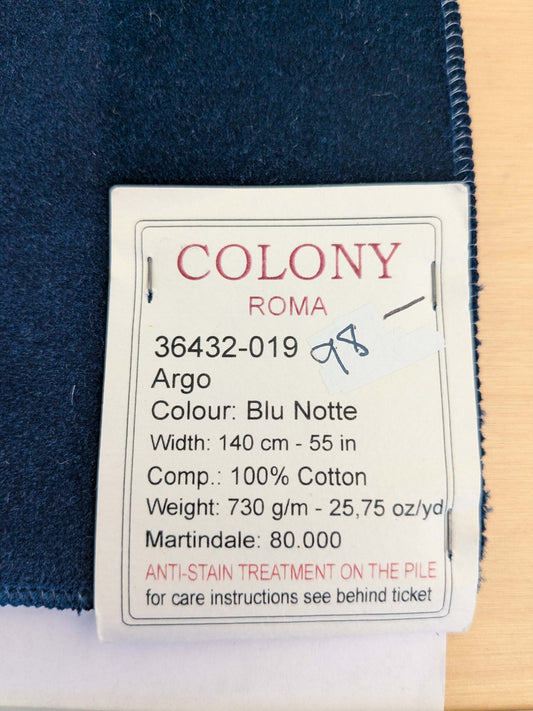 COLONY
ROMA
36432-019
98 —
Argo
Colour: Blu Notte
Width: 140 cm - 55 in
Comp.: 100% Cotton
Weight: 730 g/m - 25,75 oz/yd
Martindale: 80.000
ANTI-STAIN TREATMENT ON THE PILE
for care instructions see behind ticket